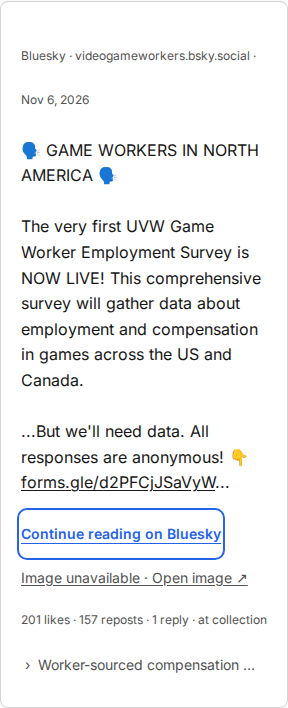 Bluesky · videogameworkers.bsky.social ·
Nov 6, 2026
🗣️ GAME WORKERS IN NORTH
AMERICA 🗣️
The very first UVW Game
Worker Employment Survey is
NOW LIVE! This comprehensive
survey will gather data about
employment and compensation
in games across the US and
Canada.
...But we'll need data. All
responses are anonymous! 👇
forms.gle/d2PFCjJSaVyW...
Continue reading on Bluesky
Image unavailable · Open image ↗
201 likes · 157 reposts · 1 reply · at collection
› Worker-sourced compensation ...